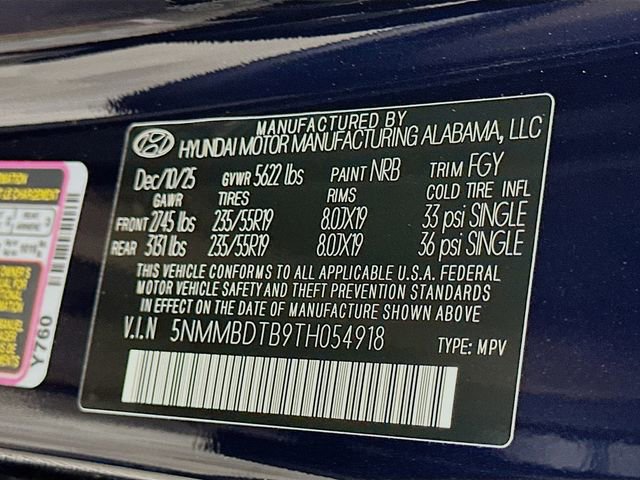 MANUFACTURED BY
HYUNDAI MOTOR MANUFACTURING ALABAMA, LLC
Dec/10/25 GVWR 5622 lbs PAINT NRB TRIM FGY
GAWR TIRES RIMS COLD TIRE INFL
FRONT 2745 lbs 235/55R19 8.0JX19 33 psi SINGLE
REAR 3131 lbs 235/55R19 8.0JX19 36 psi SINGLE
THIS VEHICLE CONFORMS TO ALL APPLICABLE U.S.A. FEDERAL
MOTOR VEHICLE SAFETY AND THEFT PREVENTION STANDARDS
IN EFFECT ON THE DATE OF MANUFACTURE SHOWN ABOVE
V.I.N 5NMMBDTB9TH054918 TYPE: MPV
Y760